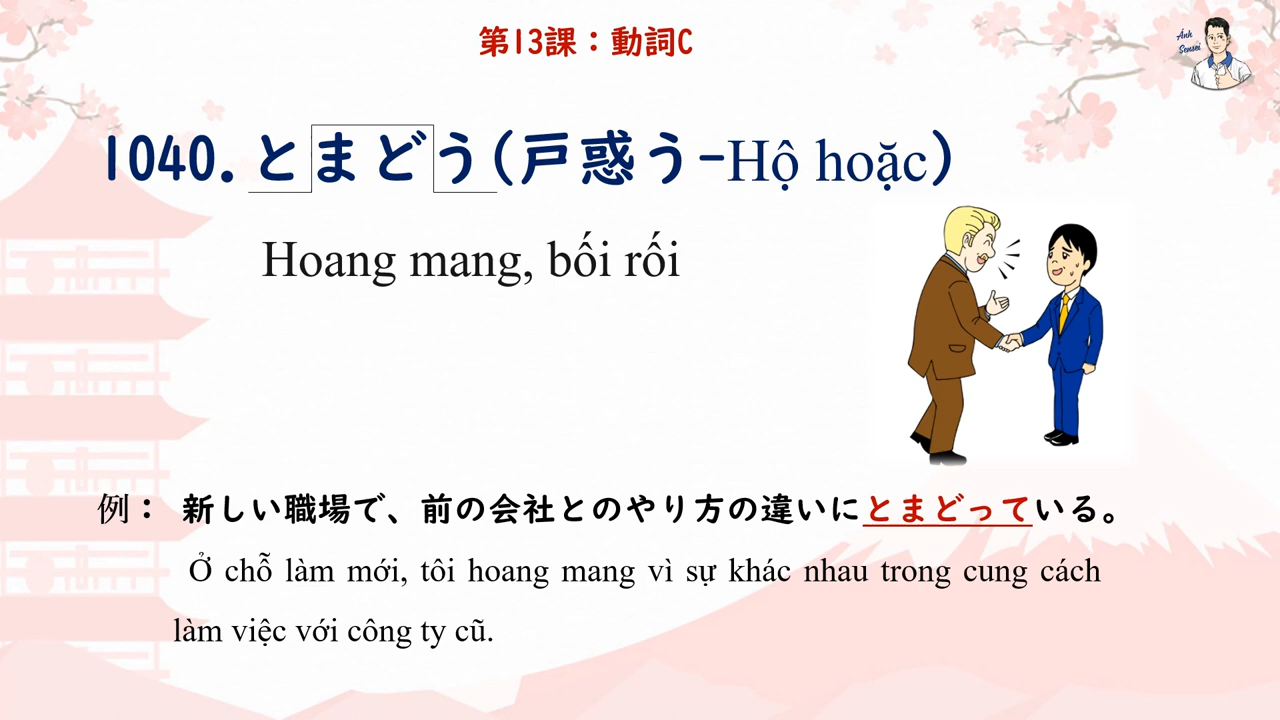 第13課：動詞C
Anh
Sensei
1040.とまどう(戸惑う-Hộ hoặc)
Hoang mang, bối rối
例： 新しい職場で、前の会社とのやり方の違いにとまどっている。
Ở chỗ làm mới, tôi hoang mang vì sự khác nhau trong cung cách
làm việc với công ty cũ.